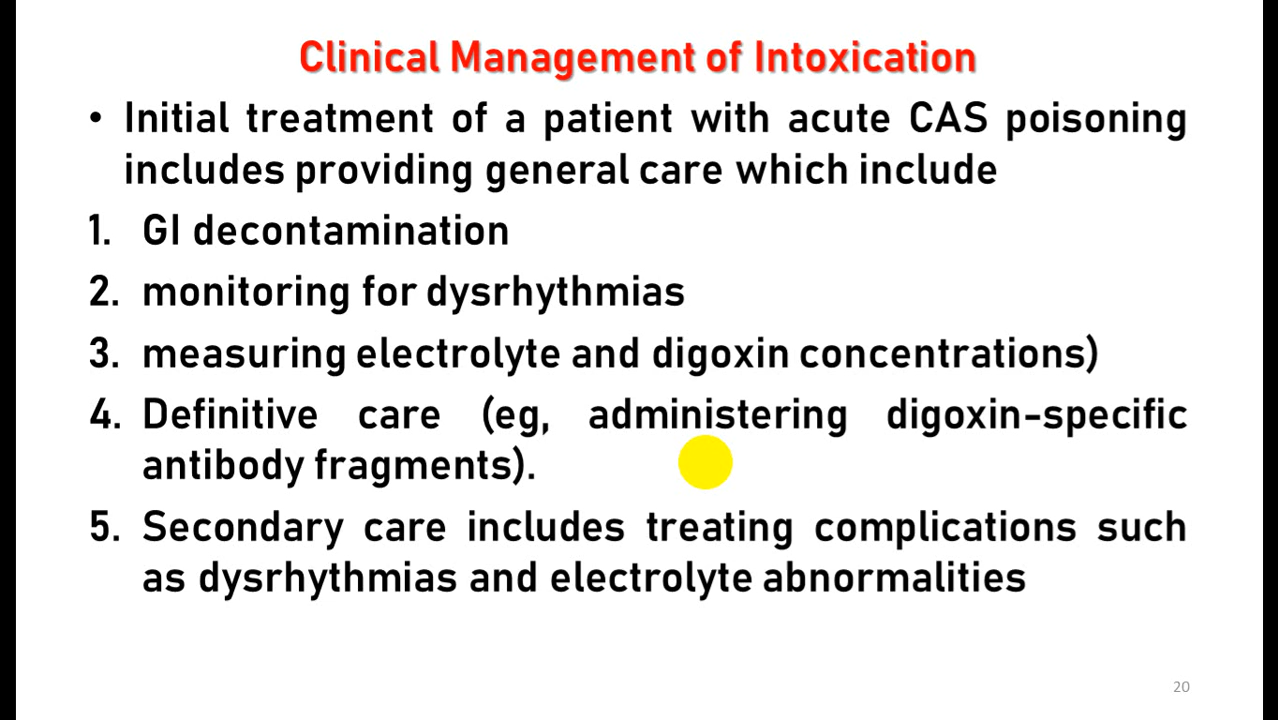 Clinical Management of Intoxication
• Initial treatment of a patient with acute CAS poisoning
includes providing general care which include
1. GI decontamination
2. monitoring for dysrhythmias
3. measuring electrolyte and digoxin concentrations)
4. Definitive care (eg, administering digoxin-specific
antibody fragments).
5. Secondary care includes treating complications such
as dysrhythmias and electrolyte abnormalities
20